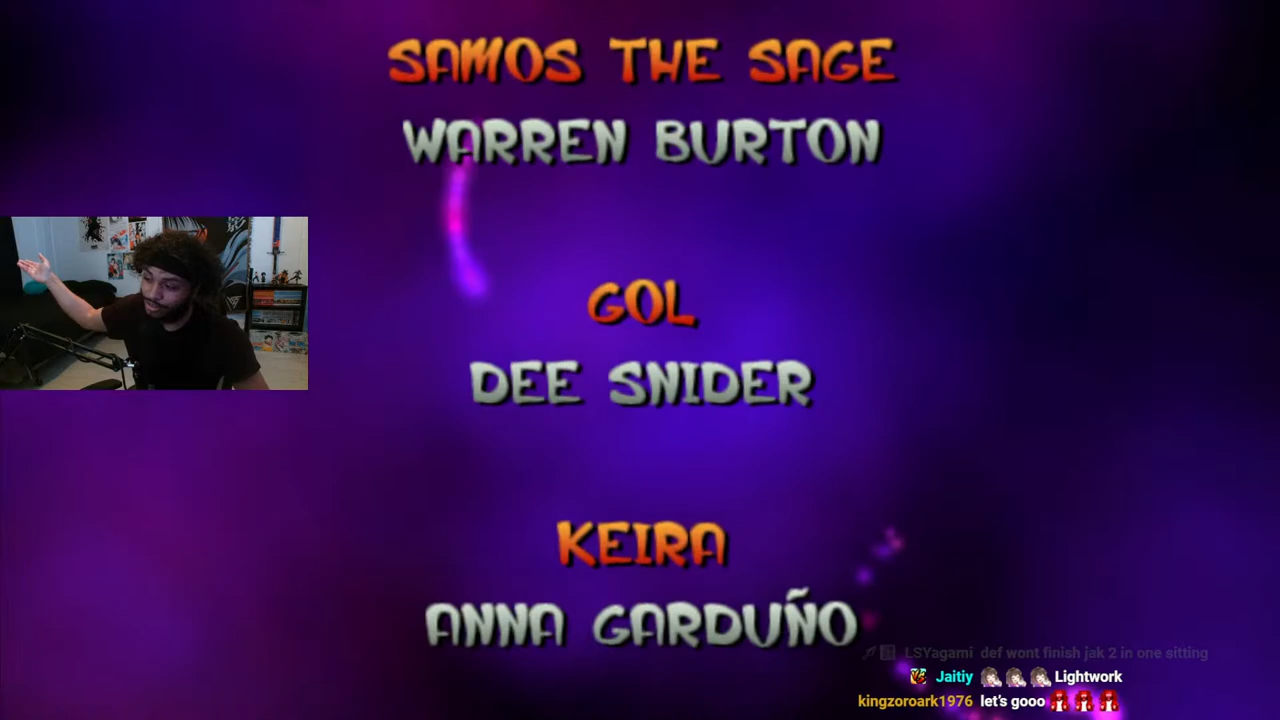 SAMOS THE SAGE
WARREN BURTON
GOL
DEE SNIDER
KEIRA
ANNA GARDUÑO
LSYagami def wont finish jak 2 in one sitting
Jaitiy Lightwork
kingzoroark1976 let's gooo